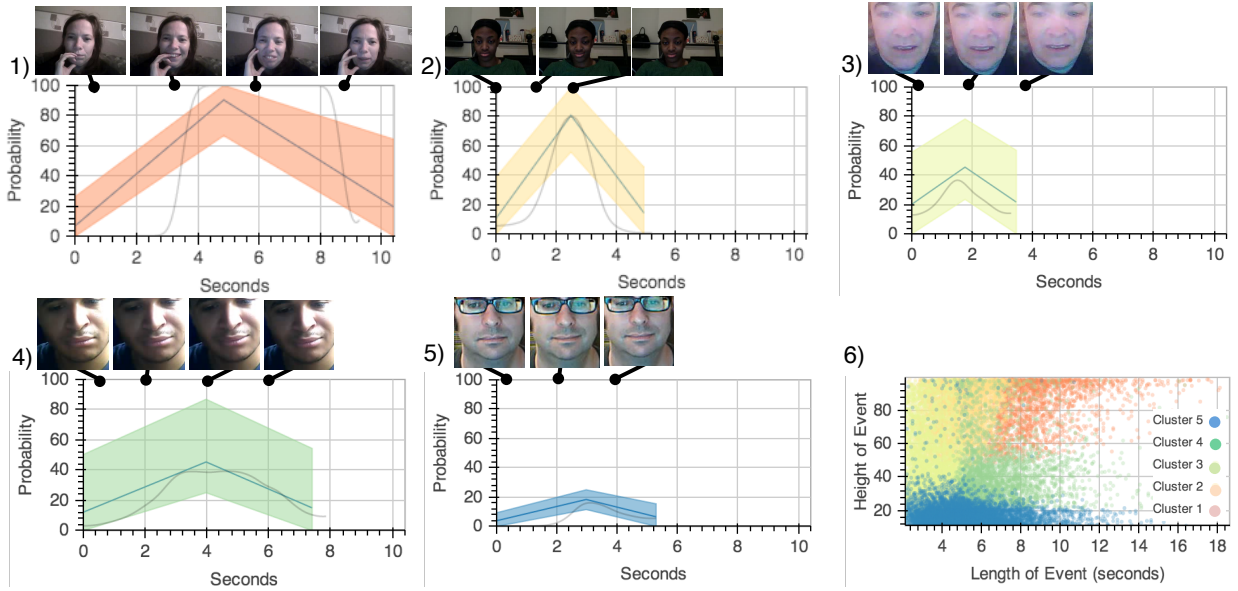 1)
Probability
100
80
60
40
20
0
0 2 4 6 8 10
Seconds
2)
Probability
100
80
60
40
20
0
0 2 4 6 8 10
Seconds
3)
Probability
100
80
60
40
20
0
0 2 4 6 8 10
Seconds
4)
Probability
100
80
60
40
20
0
0 2 4 6 8 10
Seconds
5)
Probability
100
80
60
40
20
0
0 2 4 6 8 10
Seconds
6)
Height of Event
80
60
40
20
Cluster 5
Cluster 4
Cluster 3
Cluster 2
Cluster 1
4 6 8 10 12 14 16 18
Length of Event (seconds)